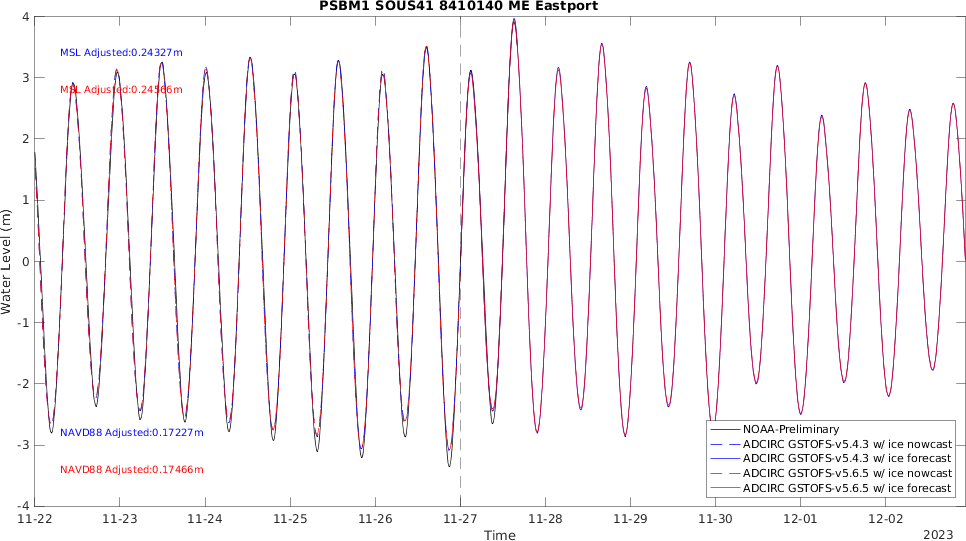 PSBM1 SOUS41 8410140 ME Eastport
4
3
2
1
0
-1
-2
-3
-4
Water Level (m)
MSL Adjusted:0.24327m
MSL Adjusted:0.24566m
NAVD88 Adjusted:0.17227m
NAVD88 Adjusted:0.17466m
NOAA-Preliminary
ADCIRC GSTOFS-v5.4.3 w/ ice nowcast
ADCIRC GSTOFS-v5.4.3 w/ ice forecast
ADCIRC GSTOFS-v5.6.5 w/ ice nowcast
ADCIRC GSTOFS-v5.6.5 w/ ice forecast
11-22 11-23 11-24 11-25 11-26 11-27 11-28 11-29 11-30 12-01 12-02
Time
2023